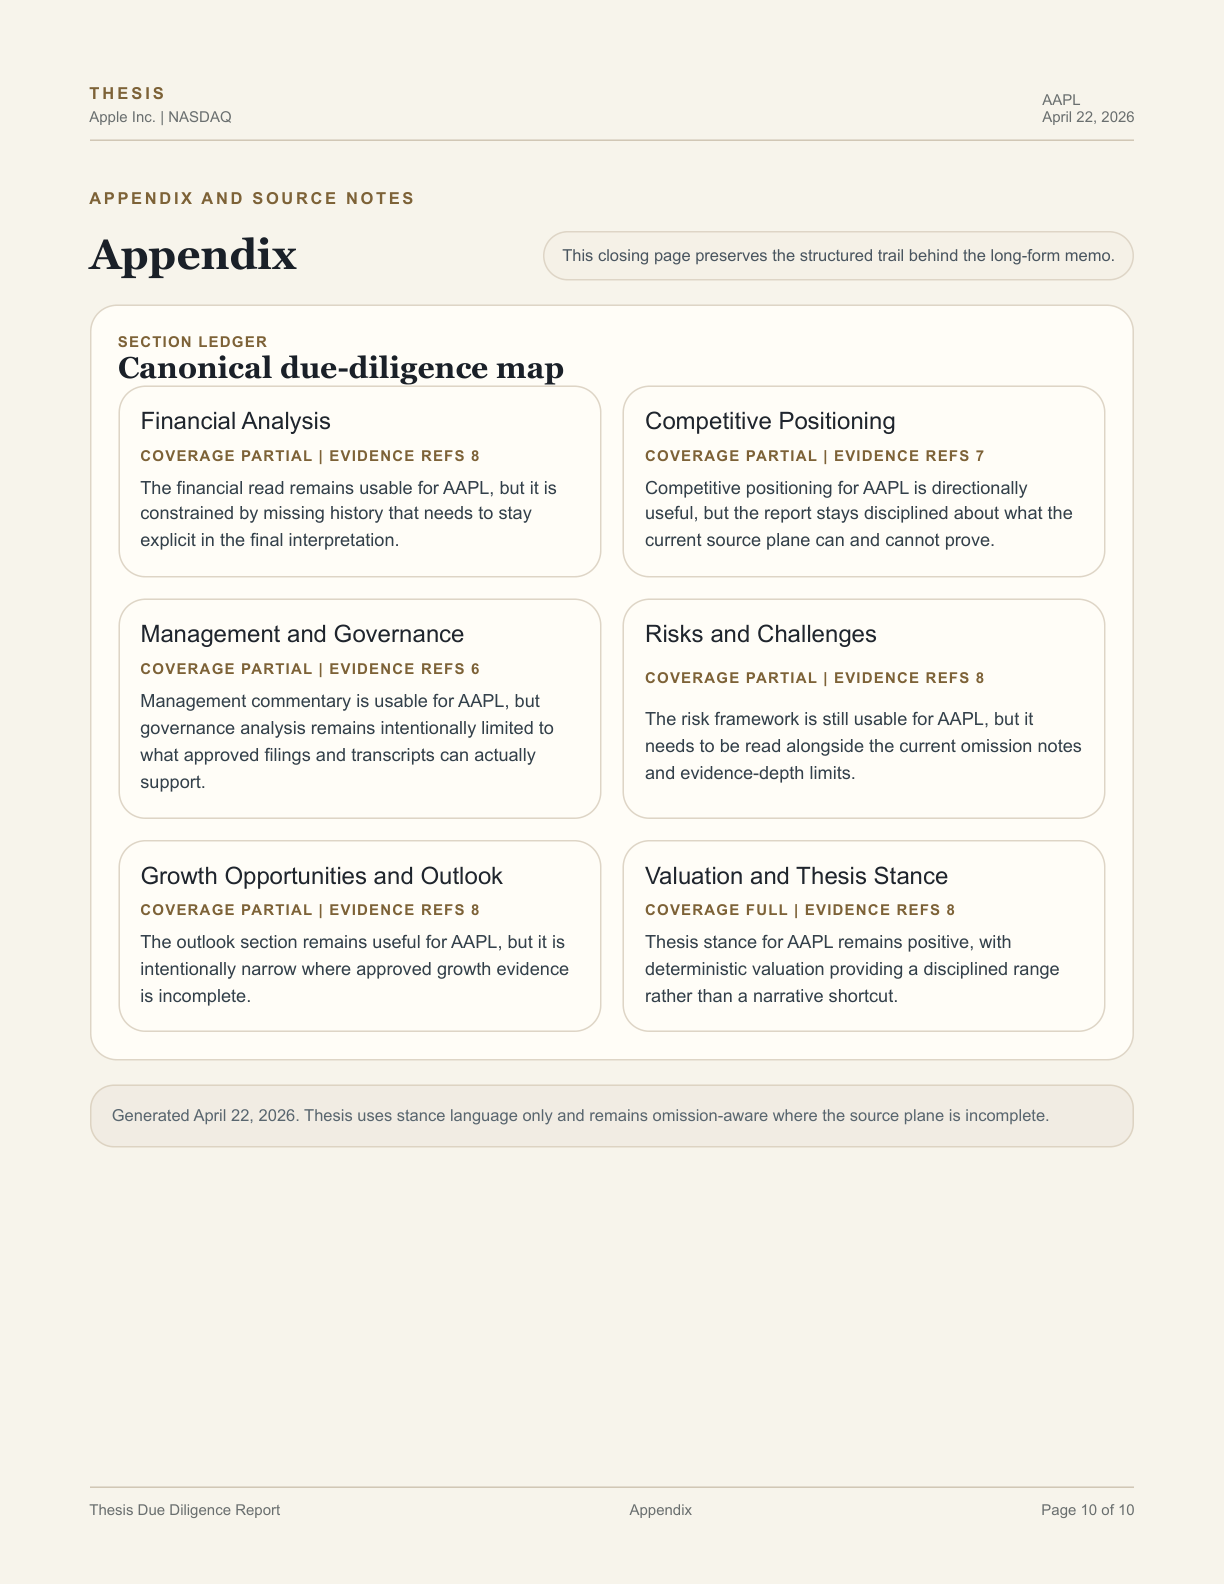 THESIS
Apple Inc. | NASDAQ
AAPL
April 22, 2026
APPENDIX AND SOURCE NOTES
Appendix
This closing page preserves the structured trail behind the long-form memo.
SECTION LEDGER
Canonical due-diligence map
Financial Analysis
COVERAGE PARTIAL | EVIDENCE REFS 8
The financial read remains usable for AAPL, but it is
constrained by missing history that needs to stay
explicit in the final interpretation.
Competitive Positioning
COVERAGE PARTIAL | EVIDENCE REFS 7
Competitive positioning for AAPL is directionally
useful, but the report stays disciplined about what the
current source plane can and cannot prove.
Management and Governance
COVERAGE PARTIAL | EVIDENCE REFS 6
Management commentary is usable for AAPL, but
governance analysis remains intentionally limited to
what approved filings and transcripts can actually
support.
Risks and Challenges
COVERAGE PARTIAL | EVIDENCE REFS 8
The risk framework is still usable for AAPL, but it
needs to be read alongside the current omission notes
and evidence-depth limits.
Growth Opportunities and Outlook
COVERAGE PARTIAL | EVIDENCE REFS 8
The outlook section remains useful for AAPL, but it is
intentionally narrow where approved growth evidence
is incomplete.
Valuation and Thesis Stance
COVERAGE FULL | EVIDENCE REFS 8
Thesis stance for AAPL remains positive, with
deterministic valuation providing a disciplined range
rather than a narrative shortcut.
Generated April 22, 2026. Thesis uses stance language only and remains omission-aware where the source plane is incomplete.
Thesis Due Diligence Report
Appendix
Page 10 of 10